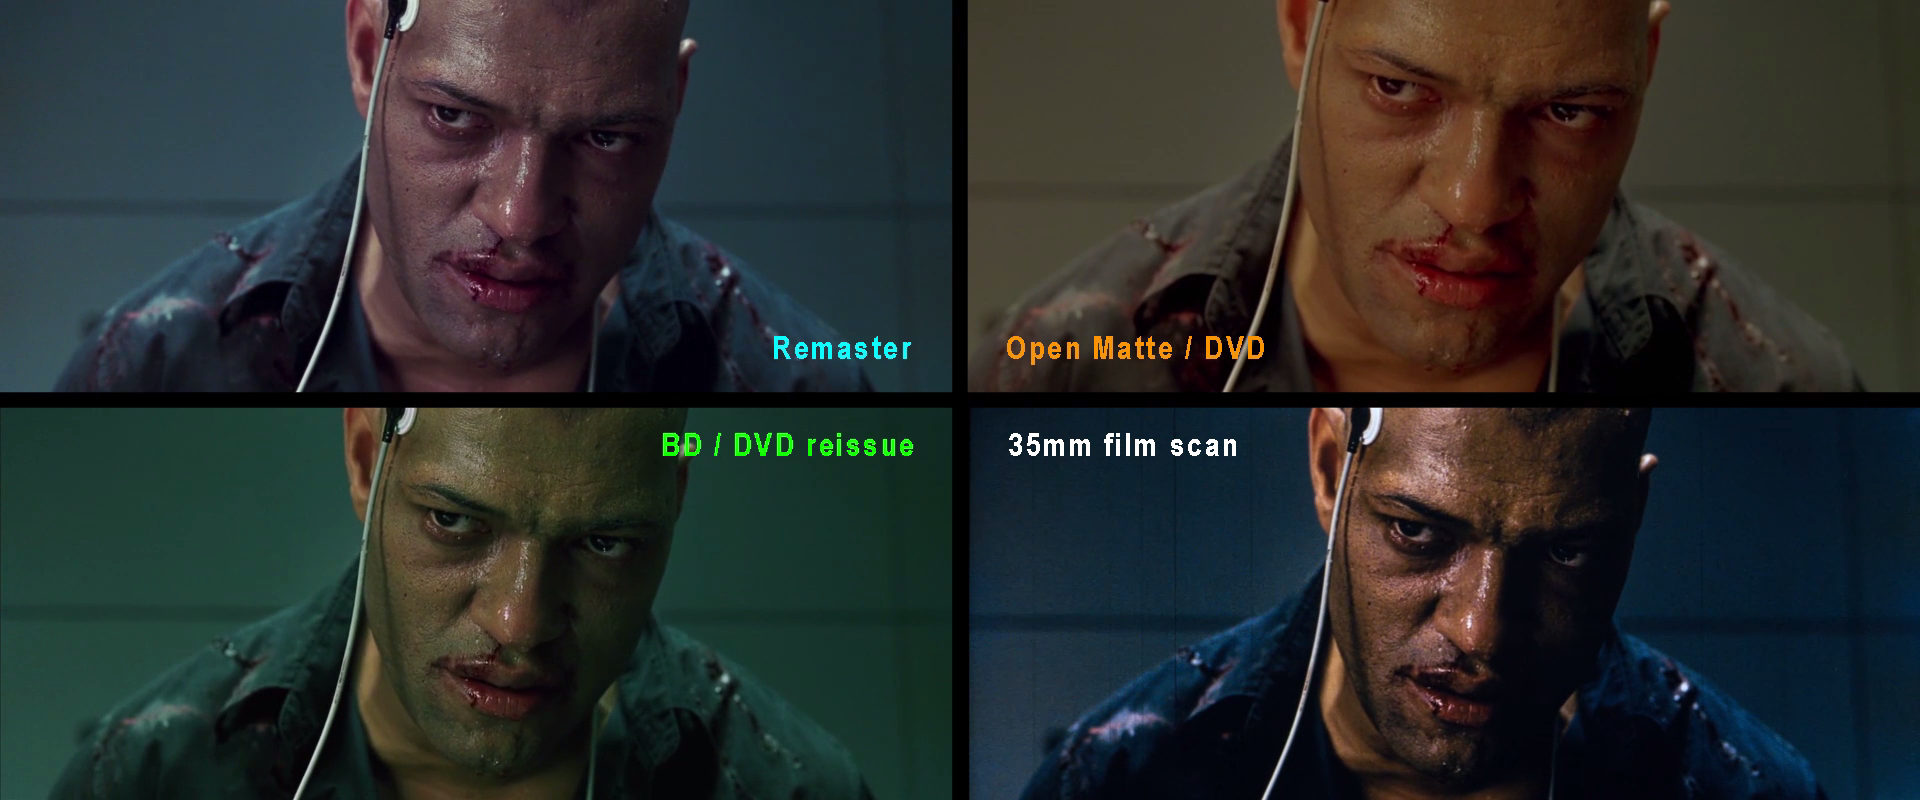 Remaster
Open Matte / DVD
BD / DVD reissue
35mm film scan